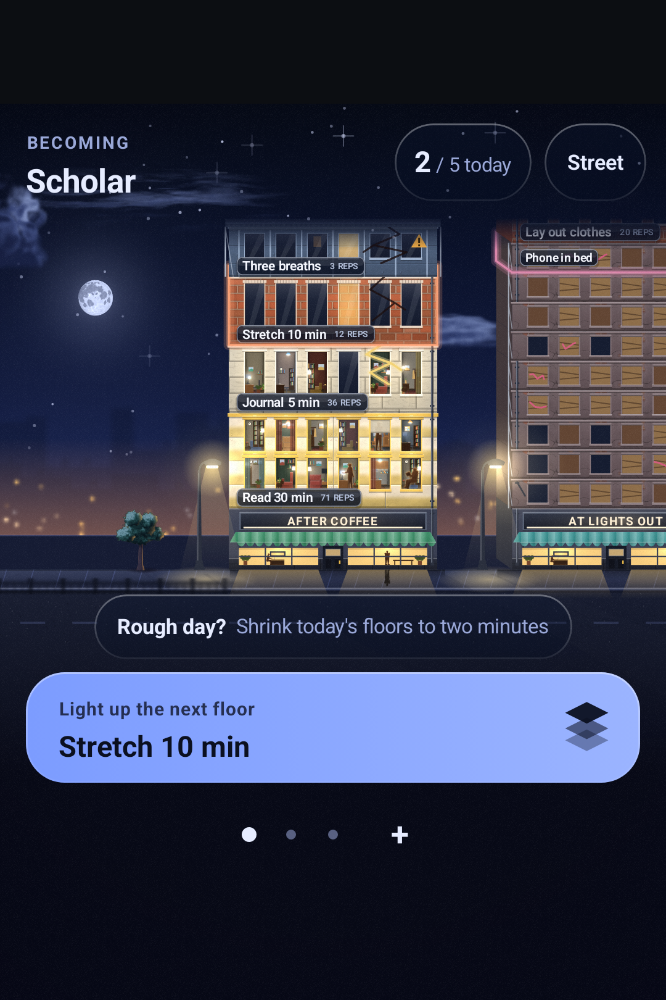 BECOMING
Scholar
2 / 5 today
Street
Three breaths 3 REPS
Stretch 10 min 12 REPS
Journal 5 min 36 REPS
Read 30 min 71 REPS
AFTER COFFEE
Lay out clothes 20 REPS
Phone in bed
AT LIGHTS OUT
Rough day? Shrink today's floors to two minutes
Light up the next floor
Stretch 10 min
+